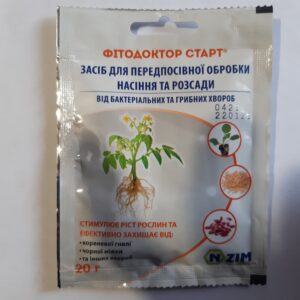 ФІТОДОКТОР СТАРТ®
ЗАСІБ ДЛЯ ПЕРЕДПОСІВНОЇ ОБРОБКИ
НАСІННЯ ТА РОЗСАДИ
ВІД БАКТЕРІАЛЬНИХ ТА ГРИБНИХ ХВОРОБ
СТИМУЛЮЄ РІСТ РОСЛИН ТА
ЕФЕКТИВНО ЗАХИЩАЄ ВІД:
• кореневої гнилі
• чорної ніжки
• та інших хвороб
20 г
ZIM